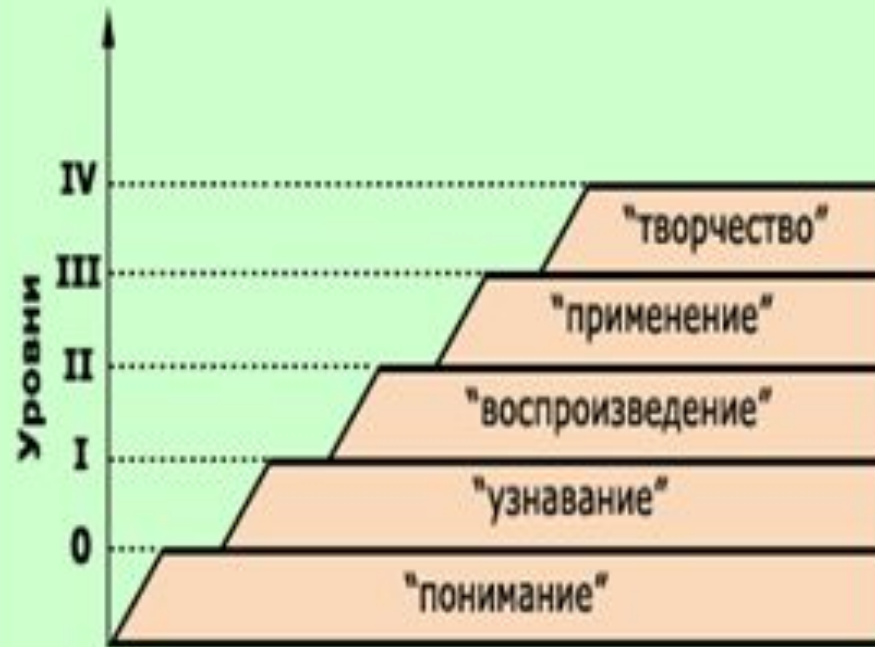 Уровни
IV
"творчество"
III
"применение"
II
"воспроизведение"
I
"узнавание"
0
"понимание"